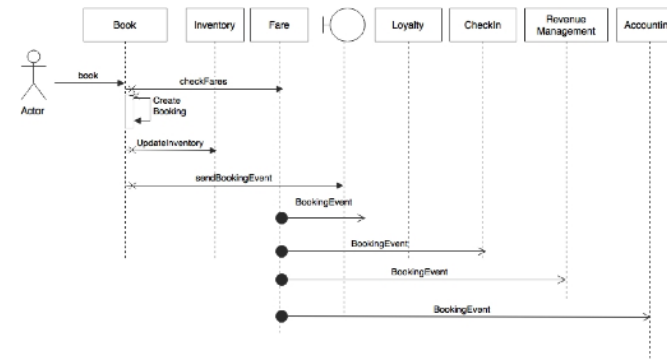 Book
Inventory
Fare
Loyalty
CheckIn
Revenue
Management
Accountin
book
checkFares
Actor
Create
Booking
UpdateInventory
sendBookingEvent
BookingEvent
BookingEvent
BookingEvent
BookingEvent